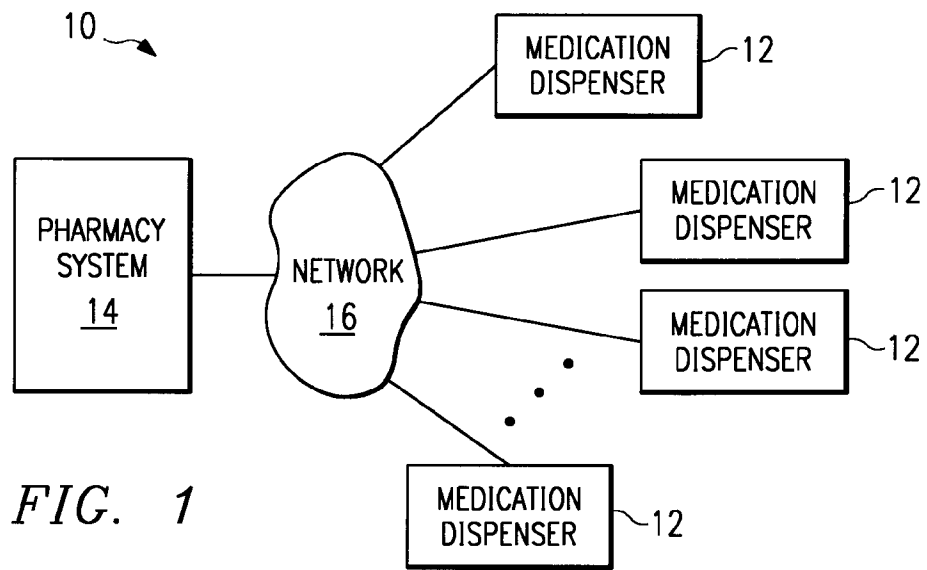 10
MEDICATION
DISPENSER
12
MEDICATION
DISPENSER
12
PHARMACY
SYSTEM
14
NETWORK
16
MEDICATION
DISPENSER
12
MEDICATION
DISPENSER
12
FIG. 1